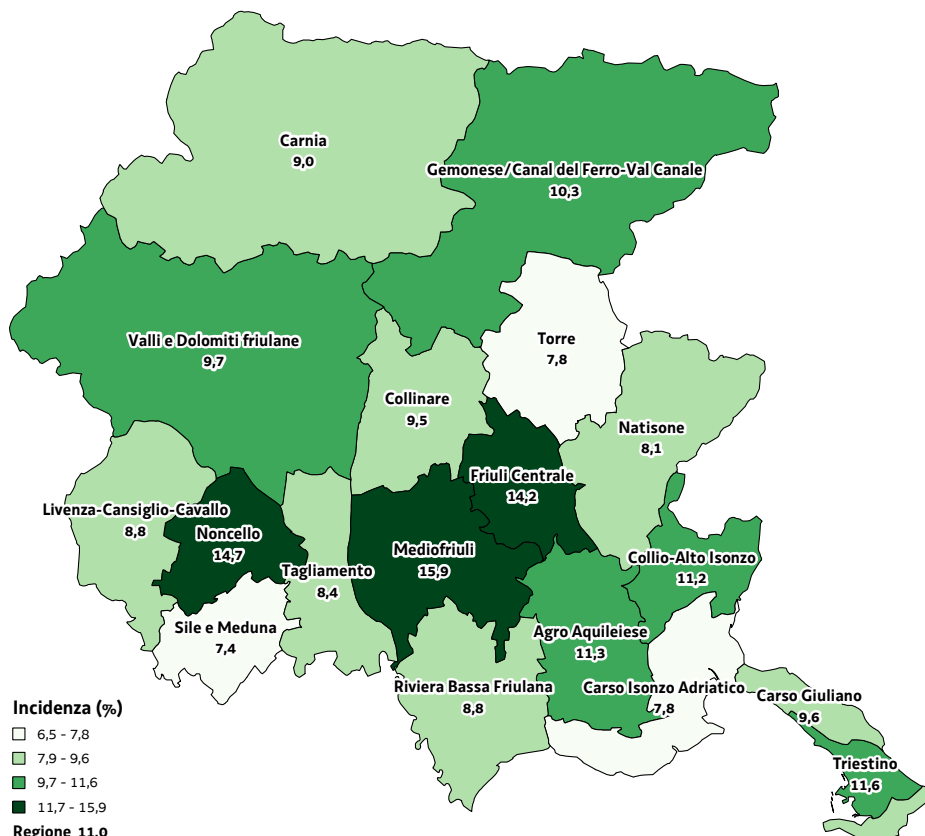 Carnia
9,0
Gemonese/Canal del Ferro-Val Canale
10,3
Valli e Dolomiti friulane
9,7
Torre
7,8
Collinare
9,5
Natisone
8,1
Friuli Centrale
14,2
Livenza-Cansiglio-Cavallo
8,8
Noncello
14,7
Mediofriuli
15,9
Tagliamento
8,4
Collio-Alto Isonzo
11,2
Sile e Meduna
7,4
Agro Aquileiese
11,3
Riviera Bassa Friulana
8,8
Carso Isonzo Adriatico
7,8
Carso Giuliano
9,6
Triestino
11,6
Incidenza (%)
6,5 - 7,8
7,9 - 9,6
9,7 - 11,6
11,7 - 15,9
Regione 11,0